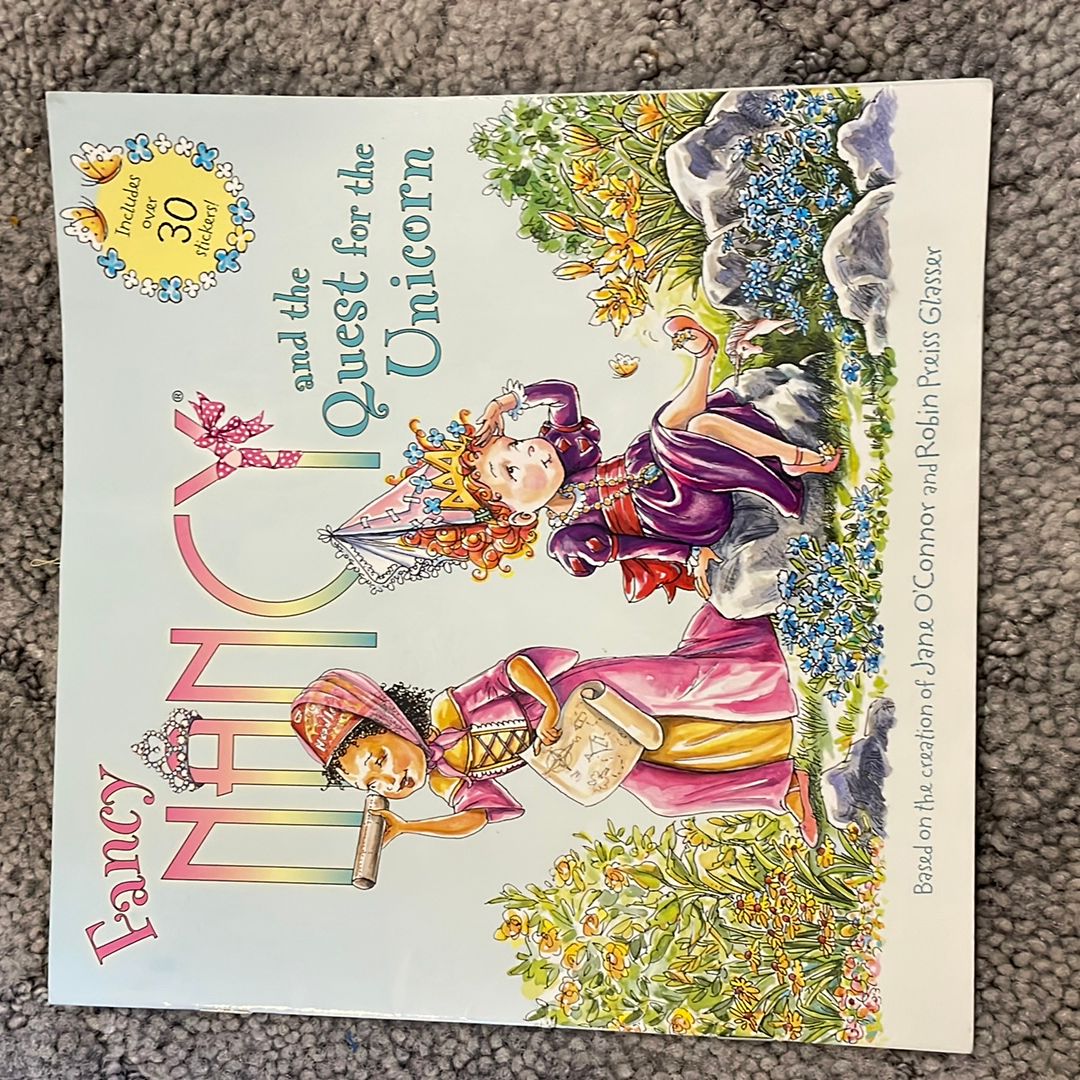 Includes
over
30
stickers!
Fancy
NANCY®
and the
Quest for the
Unicorn
Based on the creation of Jane O'Connor and Robin Preiss Glasser